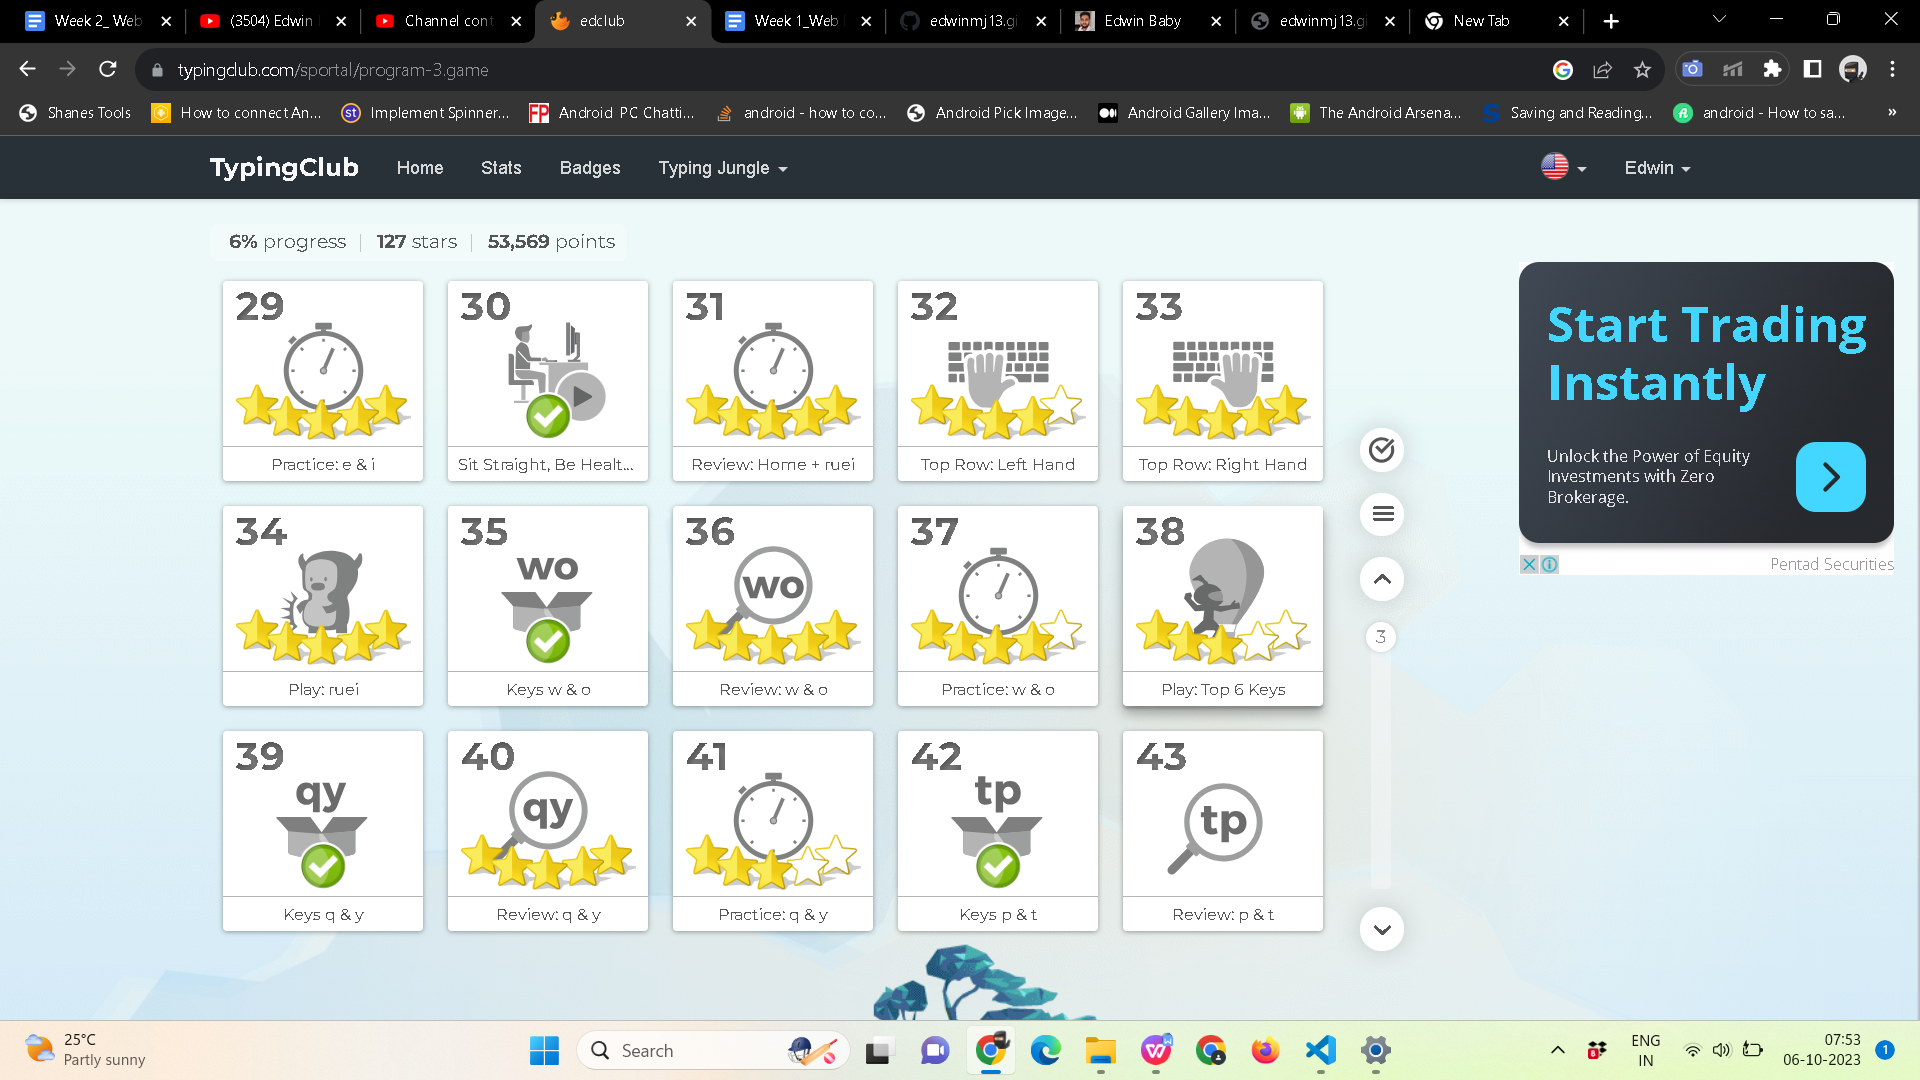 Week 2_ Web
(3504) Edwin
Channel cont
edclub
Week 1_Web
edwinmj13.gi
Edwin Baby
edwinmj13.gi
New Tab
typingclub.com/sportal/program-3.game
Shanes Tools
How to connect An...
Implement Spinner...
Android PC Chatti...
android - how to co...
Android Pick Image...
Android Gallery Ima...
The Android Arsena...
Saving and Reading...
android - How to sa...
»
TypingClub
Home
Stats
Badges
Typing Jungle
Edwin
6% progress
127 stars
53,569 points
29
30
31
32
33
Practice: e & i
Sit Straight, Be Healt...
Review: Home + ruei
Top Row: Left Hand
Top Row: Right Hand
34
35
wo
36
wo
37
38
Play: ruei
Keys w & o
Review: w & o
Practice: w & o
Play: Top 6 Keys
39
qy
40
qy
41
42
tp
43
tp
Keys q & y
Review: q & y
Practice: q & y
Keys p & t
Review: p & t
3
Start Trading
Instantly
Unlock the Power of Equity
Investments with Zero
Brokerage.
Pentad Securities
25°C
Partly sunny
Search
ENG
IN
07:53
06-10-2023
1